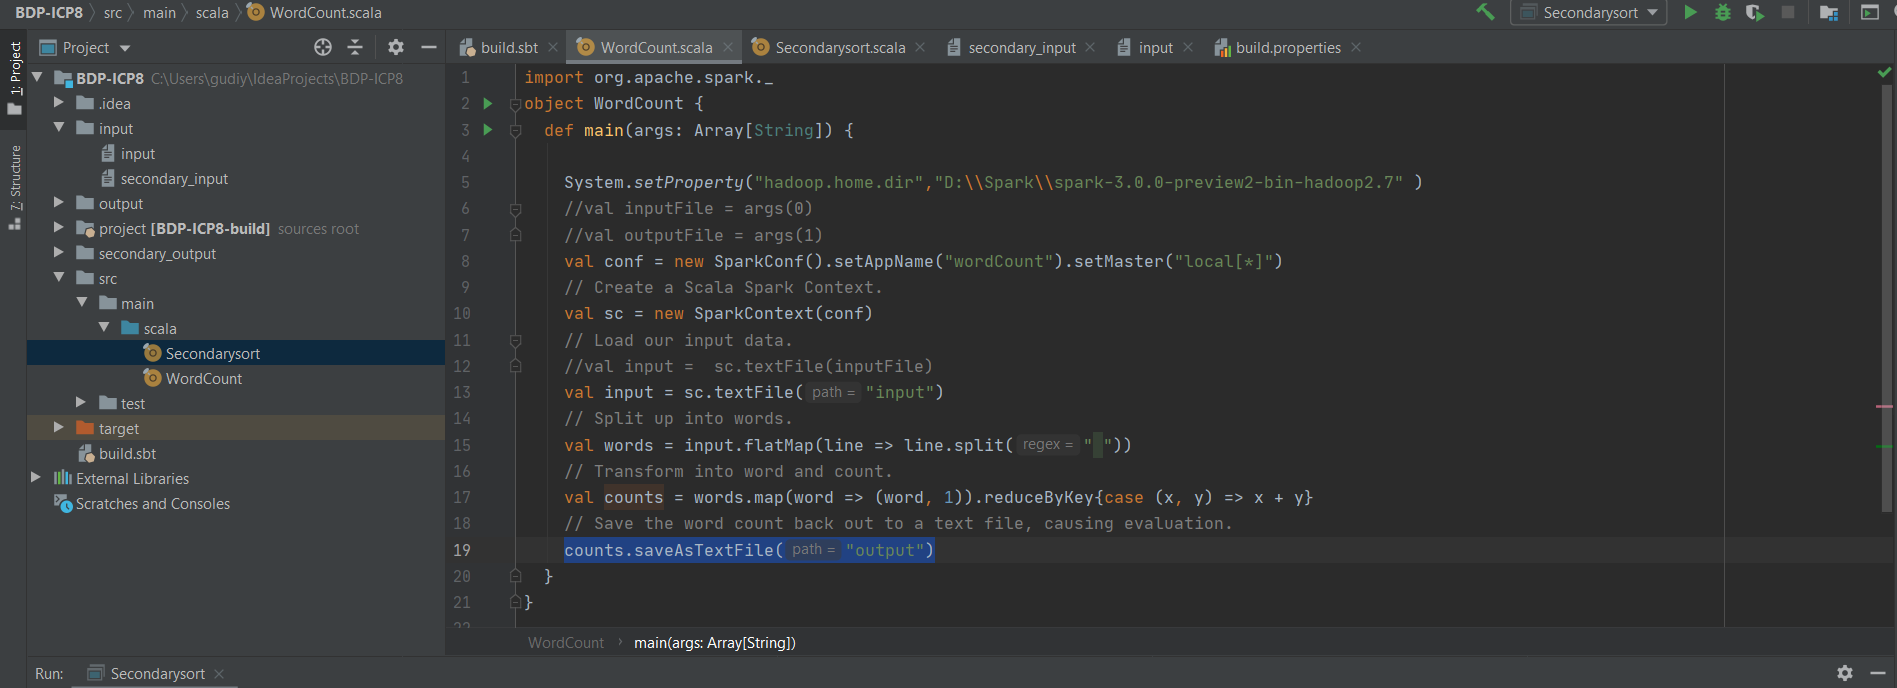 BDP-ICP8 src main scala WordCount.scala
Secondarysort
1: Project
7: Structure
Project
build.sbt WordCount.scala Secondarysort.scala secondary_input input build.properties
BDP-ICP8 C:\Users\gudiy\IdeaProjects\BDP-ICP8
.idea
input
input
secondary_input
output
project [BDP-ICP8-build] sources root
secondary_output
src
main
scala
Secondarysort
WordCount
test
target
build.sbt
External Libraries
Scratches and Consoles
1 import org.apache.spark._
2 object WordCount {
3 def main(args: Array[String]) {
4
5 System.setProperty("hadoop.home.dir","D:\\Spark\\spark-3.0.0-preview2-bin-hadoop2.7" )
6 //val inputFile = args(0)
7 //val outputFile = args(1)
8 val conf = new SparkConf().setAppName("wordCount").setMaster("local[*]")
9 // Create a Scala Spark Context.
10 val sc = new SparkContext(conf)
11 // Load our input data.
12 //val input =  sc.textFile(inputFile)
13 val input = sc.textFile( path = "input")
14 // Split up into words.
15 val words = input.flatMap(line => line.split( regex = " "))
16 // Transform into word and count.
17 val counts = words.map(word => (word, 1)).reduceByKey{case (x, y) => x + y}
18 // Save the word count back out to a text file, causing evaluation.
19 counts.saveAsTextFile( path = "output")
20 }
21 }
22
WordCount › main(args: Array[String])
Run: Secondarysort